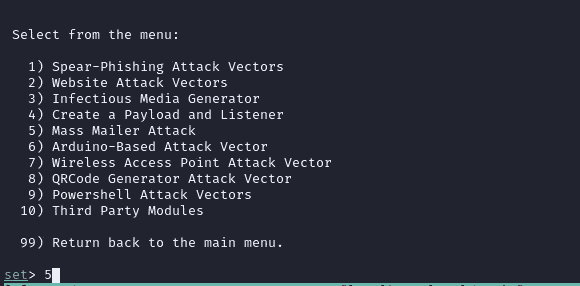 Select from the menu:
1) Spear-Phishing Attack Vectors
2) Website Attack Vectors
3) Infectious Media Generator
4) Create a Payload and Listener
5) Mass Mailer Attack
6) Arduino-Based Attack Vector
7) Wireless Access Point Attack Vector
8) QRCode Generator Attack Vector
9) Powershell Attack Vectors
10) Third Party Modules
99) Return back to the main menu.
set> 5